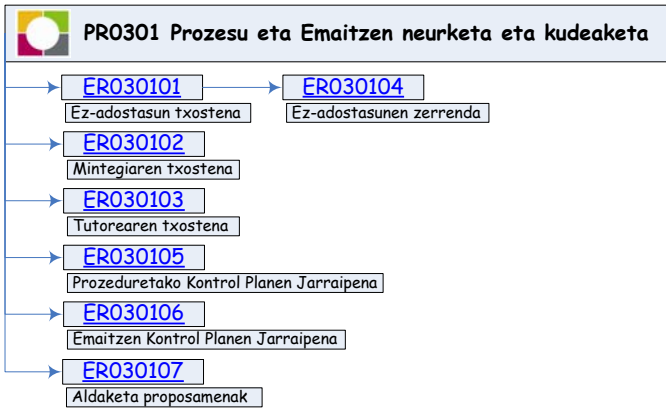 PR0301 Prozesu eta Emaitzen neurketa eta kudeaketa
ER030101
Ez-adostasun txostena
ER030104
Ez-adostasunen zerrenda
ER030102
Mintegiaren txostena
ER030103
Tutorearen txostena
ER030105
Prozeduretako Kontrol Planen Jarraipena
ER030106
Emaitzen Kontrol Planen Jarraipena
ER030107
Aldaketa proposamenak